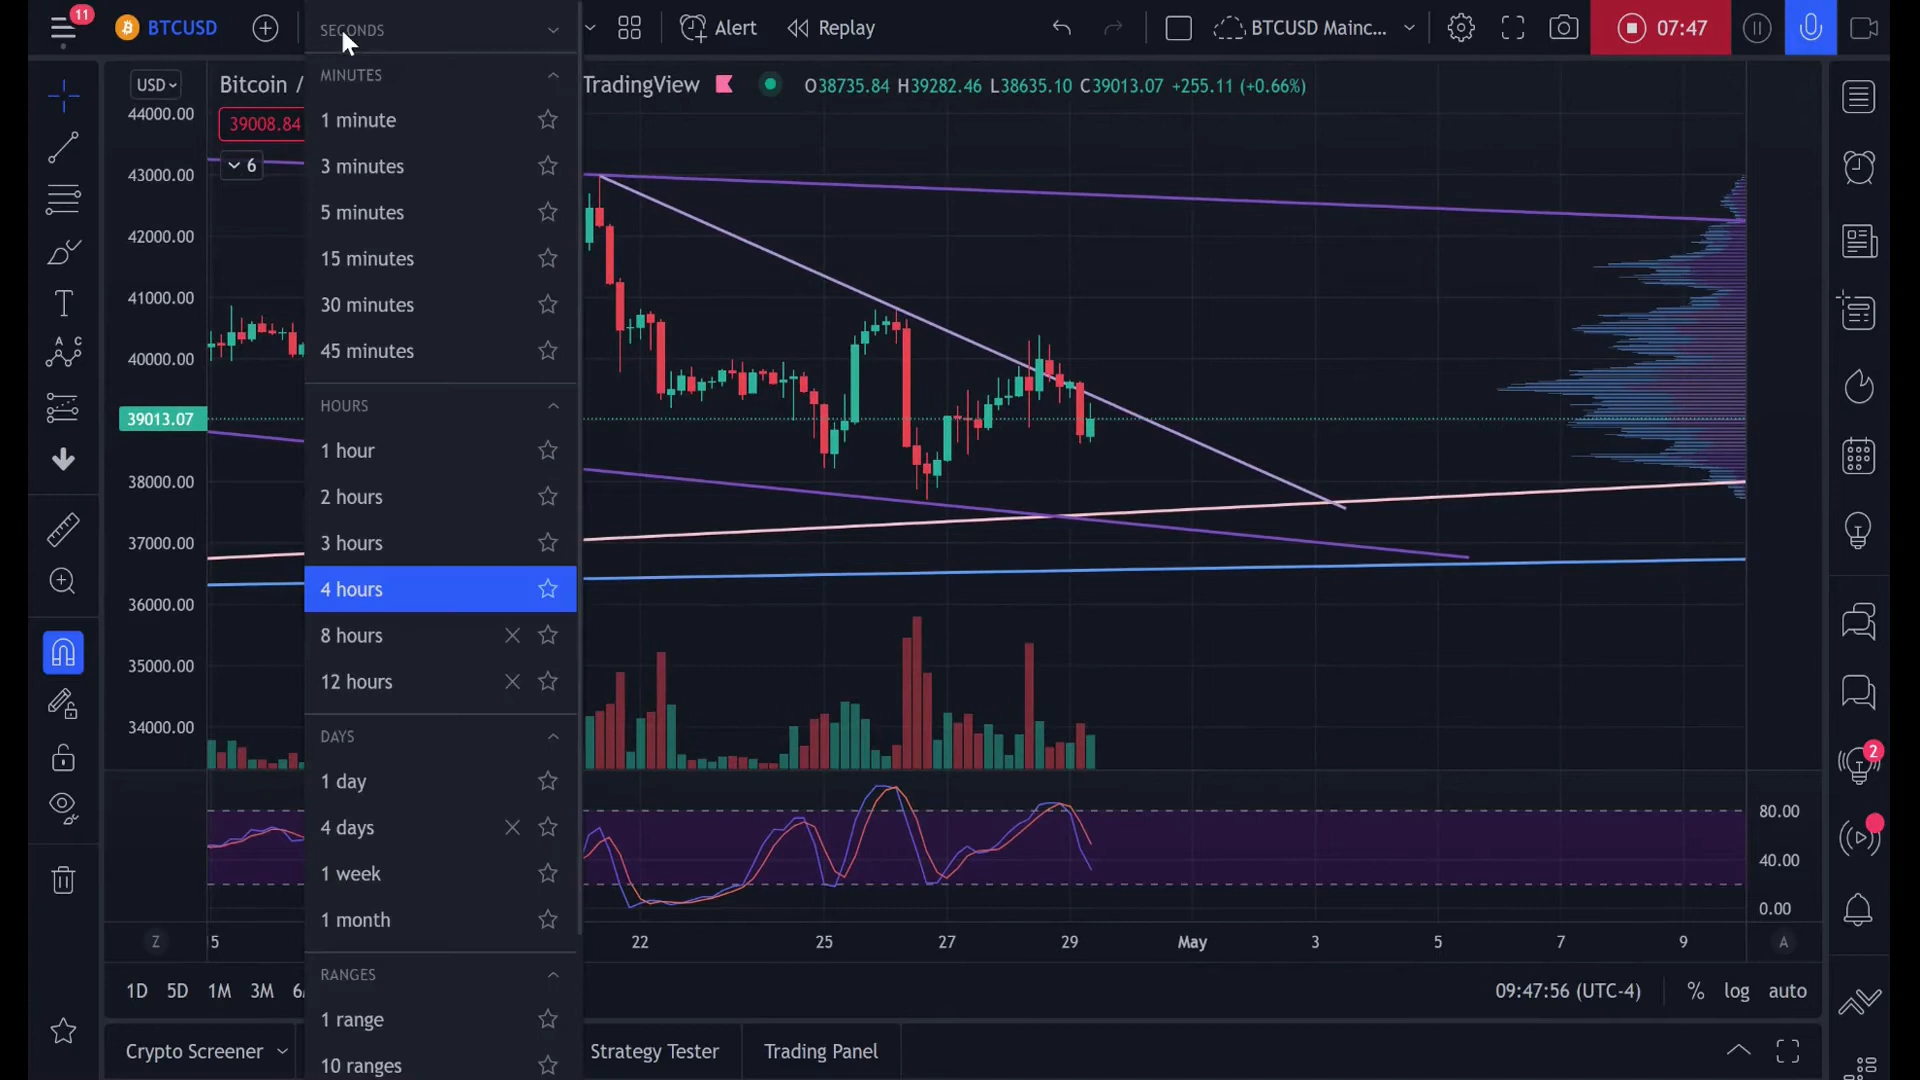 11
BTCUSD
SECONDS
Alert
Replay
BTCUSD Mainc...
07:47
USD
Bitcoin /
TradingView
O38735.84 H39282.46 L38635.10 C39013.07 +255.11 (+0.66%)
39008.84
6
44000.00
43000.00
42000.00
41000.00
40000.00
39013.07
38000.00
37000.00
36000.00
35000.00
34000.00
MINUTES
1 minute
3 minutes
5 minutes
15 minutes
30 minutes
45 minutes
HOURS
1 hour
2 hours
3 hours
4 hours
8 hours
12 hours
DAYS
1 day
4 days
1 week
1 month
RANGES
1 range
10 ranges
T
A C
B
2
80.00
40.00
0.00
Z
5
22
25
27
29
May
3
5
7
9
A
1D
5D
1M
3M
09:47:56 (UTC-4)
%
log
auto
Crypto Screener
Strategy Tester
Trading Panel